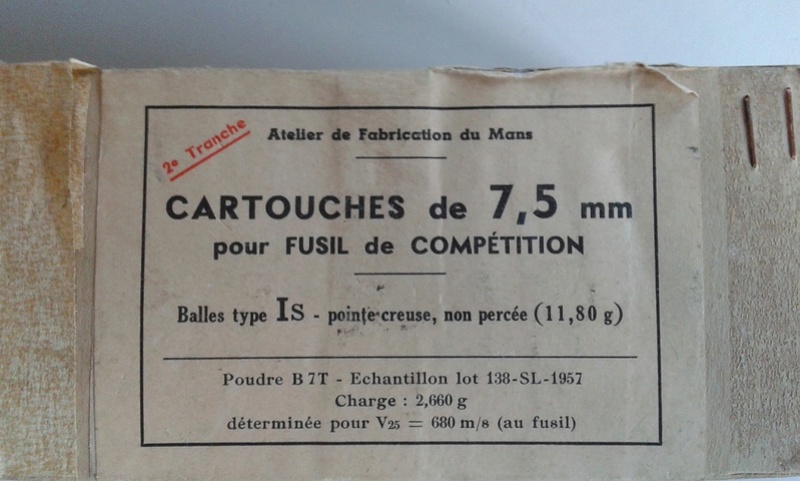 2e Tranche
Atelier de Fabrication du Mans
CARTOUCHES de 7,5 mm
pour FUSIL de COMPÉTITION
Balles type IS - pointe creuse, non percée (11,80 g)
Poudre B 7T - Echantillon lot 138-SL-1957
Charge : 2,660 g
déterminée pour V25 = 680 m/s (au fusil)